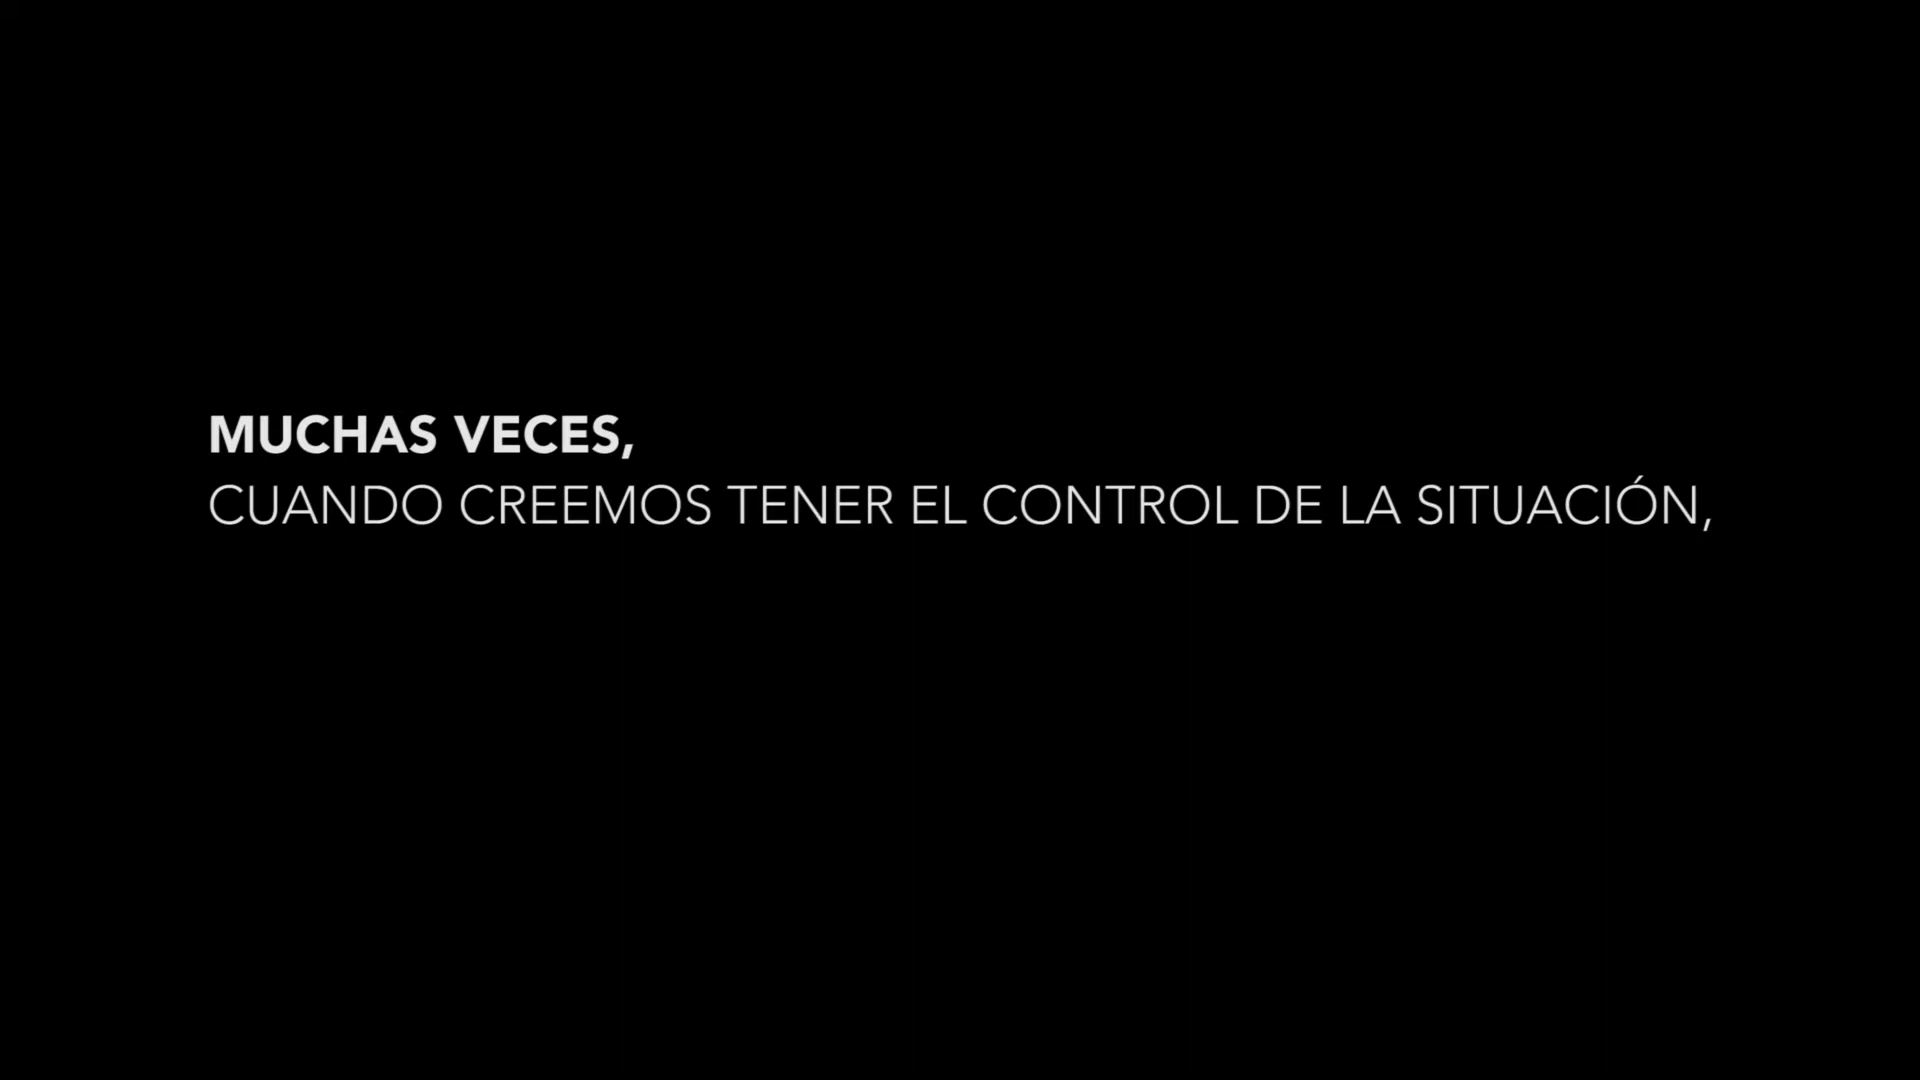 MUCHAS VECES,
CUANDO CREEMOS TENER EL CONTROL DE LA SITUACIÓN,